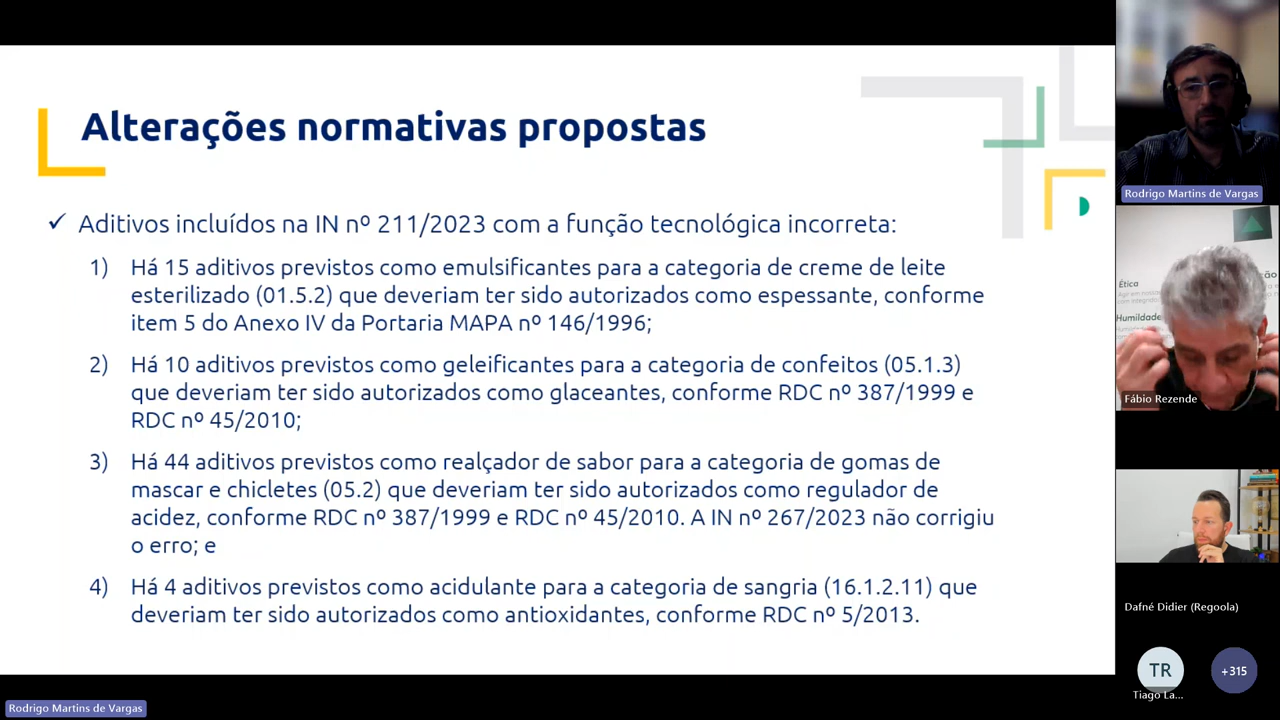 Alterações normativas propostas
✓ Aditivos incluídos na IN nº 211/2023 com a função tecnológica incorreta:
1) Há 15 aditivos previstos como emulsificantes para a categoria de creme de leite
esterilizado (01.5.2) que deveriam ter sido autorizados como espessante, conforme
item 5 do Anexo IV da Portaria MAPA nº 146/1996;
2) Há 10 aditivos previstos como geleificantes para a categoria de confeitos (05.1.3)
que deveriam ter sido autorizados como glaceantes, conforme RDC nº 387/1999 e
RDC nº 45/2010;
3) Há 44 aditivos previstos como realçador de sabor para a categoria de gomas de
mascar e chicletes (05.2) que deveriam ter sido autorizados como regulador de
acidez, conforme RDC nº 387/1999 e RDC nº 45/2010. A IN nº 267/2023 não corrigiu
o erro; e
4) Há 4 aditivos previstos como acidulante para a categoria de sangria (16.1.2.11) que
deveriam ter sido autorizados como antioxidantes, conforme RDC nº 5/2013.
Rodrigo Martins de Vargas
Ética
Humildade
Fábio Rezende
Dafné Didier (Regoola)
TR
+315
Tiago La...
Rodrigo Martins de Vargas